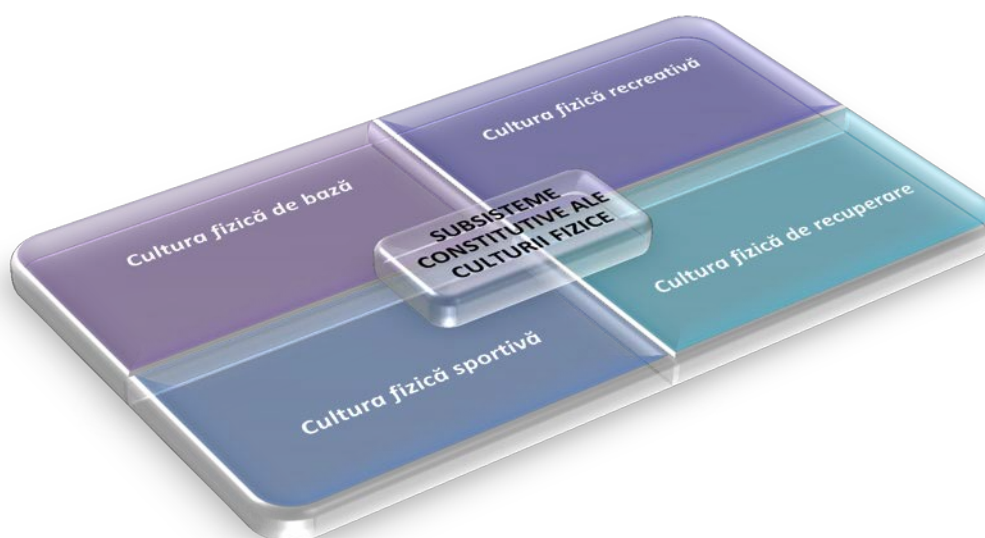 Cultura fizică de bază
Cultura fizică recreativă
SUBSISTEME
CONSTITUTIVE ALE
CULTURII FIZICE
Cultura fizică sportivă
Cultura fizică de recuperare